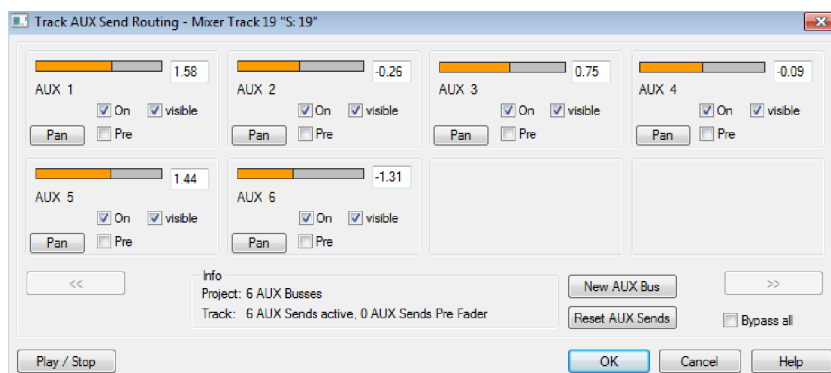 Track AUX Send Routing - Mixer Track 19 "S: 19"
1.58
AUX 1
On visible
Pan Pre
-0.26
AUX 2
On visible
Pan Pre
0.75
AUX 3
On visible
Pan Pre
-0.09
AUX 4
On visible
Pan Pre
1.44
AUX 5
On visible
Pan Pre
-1.31
AUX 6
On visible
Pan Pre
<<
Info
Project: 6 AUX Busses
Track: 6 AUX Sends active, 0 AUX Sends Pre Fader
New AUX Bus
Reset AUX Sends
>>
Bypass all
Play / Stop
OK
Cancel
Help